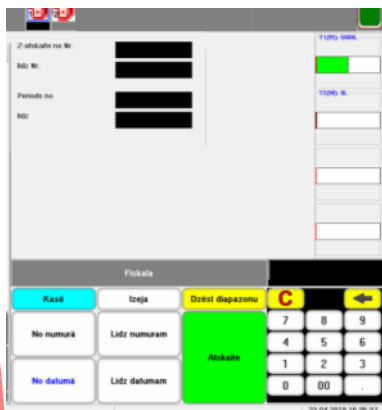 Z-atskaite no Nr.
līdz Nr.
Periods no
līdz
Fiskala
Kasē
Izeja
Dzēst diapazonu
C
No numurā
Līdz numuram
Atskaite
No datumā
Līdz datumam
7 8 9
4 5 6
1 2 3
0 00 .